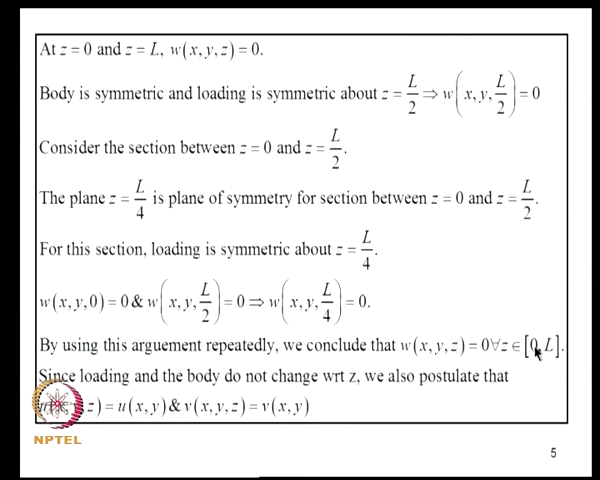 At z = 0 and z = L, w(x, y, z) = 0.
Body is symmetric and loading is symmetric about z = L/2 ⇒ w(x, y, L/2) = 0
Consider the section between z = 0 and z = L/2.
The plane z = L/4 is plane of symmetry for section between z = 0 and z = L/2.
For this section, loading is symmetric about z = L/4.
w(x, y, 0) = 0 & w(x, y, L/2) = 0 ⇒ w(x, y, L/4) = 0.
By using this arguement repeatedly, we conclude that w(x, y, z) = 0∀z ∈ [0, L].
Since loading and the body do not change wrt z, we also postulate that
z) = u(x, y) & v(x, y, z) = v(x, y)
NPTEL
5